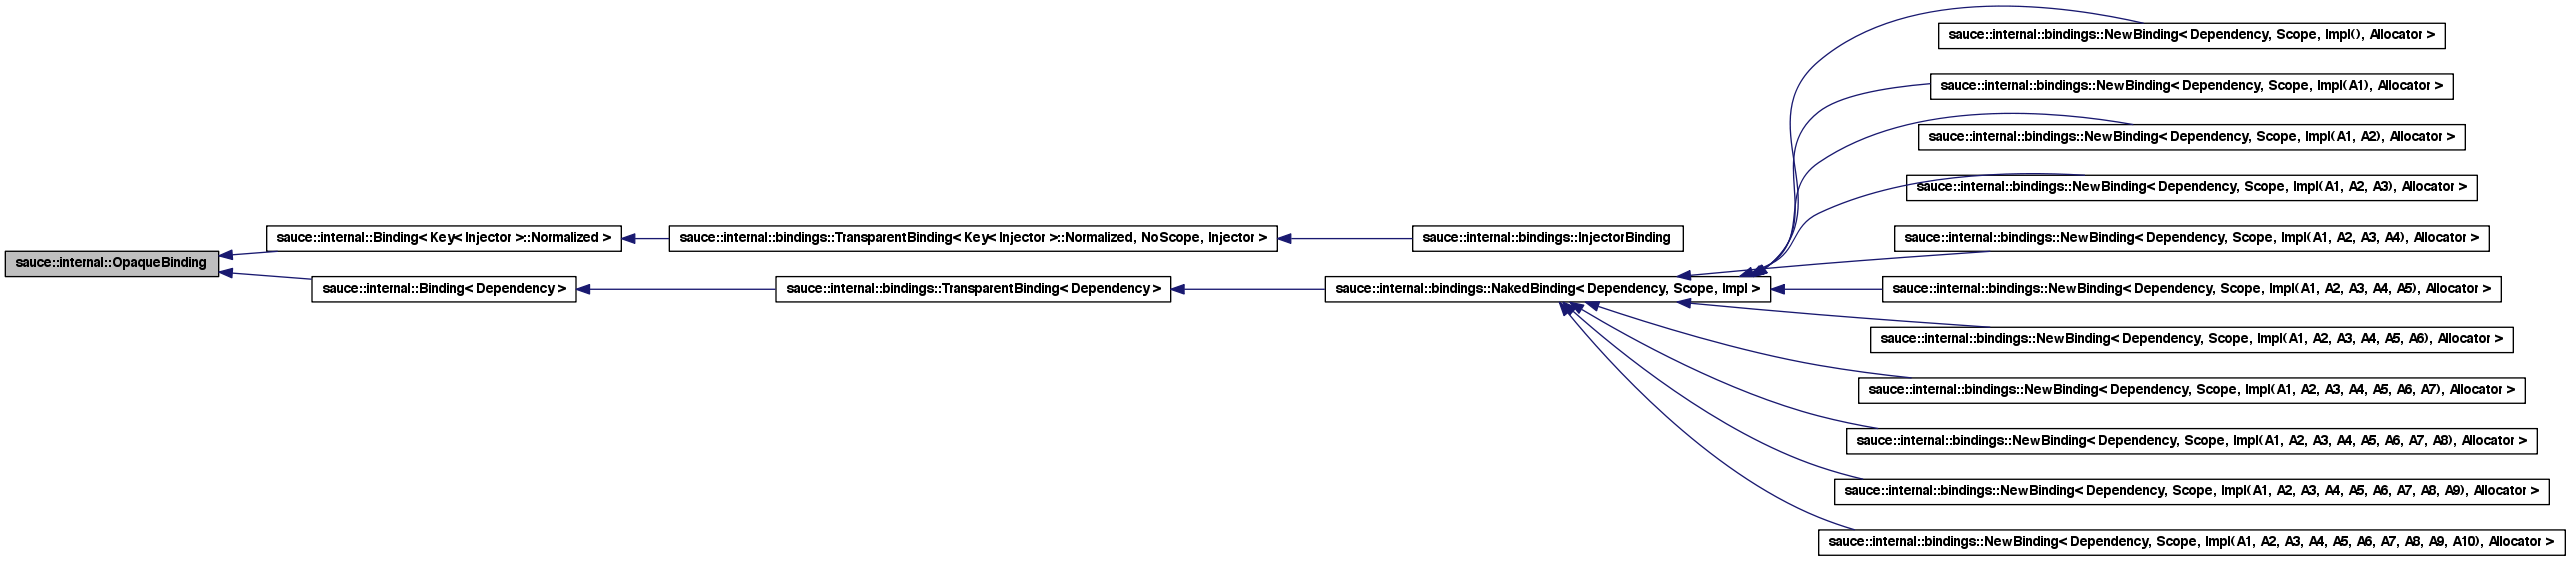 sauce::internal::bindings::NewBinding< Dependency, Scope, Impl(), Allocator >
sauce::internal::bindings::NewBinding< Dependency, Scope, Impl(A1), Allocator >
sauce::internal::bindings::NewBinding< Dependency, Scope, Impl(A1, A2), Allocator >
sauce::internal::bindings::NewBinding< Dependency, Scope, Impl(A1, A2, A3), Allocator >
sauce::internal::Binding< Key< Injector >::Normalized >
sauce::internal::bindings::TransparentBinding< Key< Injector >::Normalized, NoScope, Injector >
sauce::internal::bindings::InjectorBinding
sauce::internal::bindings::NewBinding< Dependency, Scope, Impl(A1, A2, A3, A4), Allocator >
sauce::internal::OpaqueBinding
sauce::internal::Binding< Dependency >
sauce::internal::bindings::TransparentBinding< Dependency >
sauce::internal::bindings::NakedBinding< Dependency, Scope, Impl >
sauce::internal::bindings::NewBinding< Dependency, Scope, Impl(A1, A2, A3, A4, A5), Allocator >
sauce::internal::bindings::NewBinding< Dependency, Scope, Impl(A1, A2, A3, A4, A5, A6), Allocator >
sauce::internal::bindings::NewBinding< Dependency, Scope, Impl(A1, A2, A3, A4, A5, A6, A7), Allocator >
sauce::internal::bindings::NewBinding< Dependency, Scope, Impl(A1, A2, A3, A4, A5, A6, A7, A8), Allocator >
sauce::internal::bindings::NewBinding< Dependency, Scope, Impl(A1, A2, A3, A4, A5, A6, A7, A8, A9), Allocator >
sauce::internal::bindings::NewBinding< Dependency, Scope, Impl(A1, A2, A3, A4, A5, A6, A7, A8, A9, A10), Allocator >